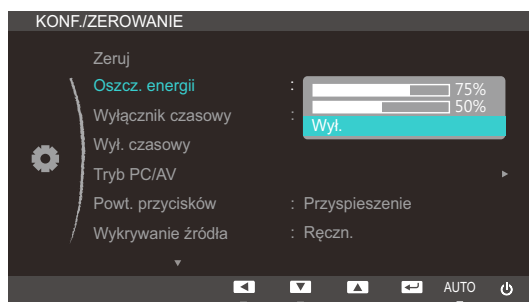 KONF./ZEROWANIE
Zeruj
Oszcz. energii :
75%
50%
Wył.
Wyłącznik czasowy :
Wył. czasowy
Tryb PC/AV
Powt. przycisków : Przyspieszenie
Wykrywanie źródła : Ręczn.
AUTO